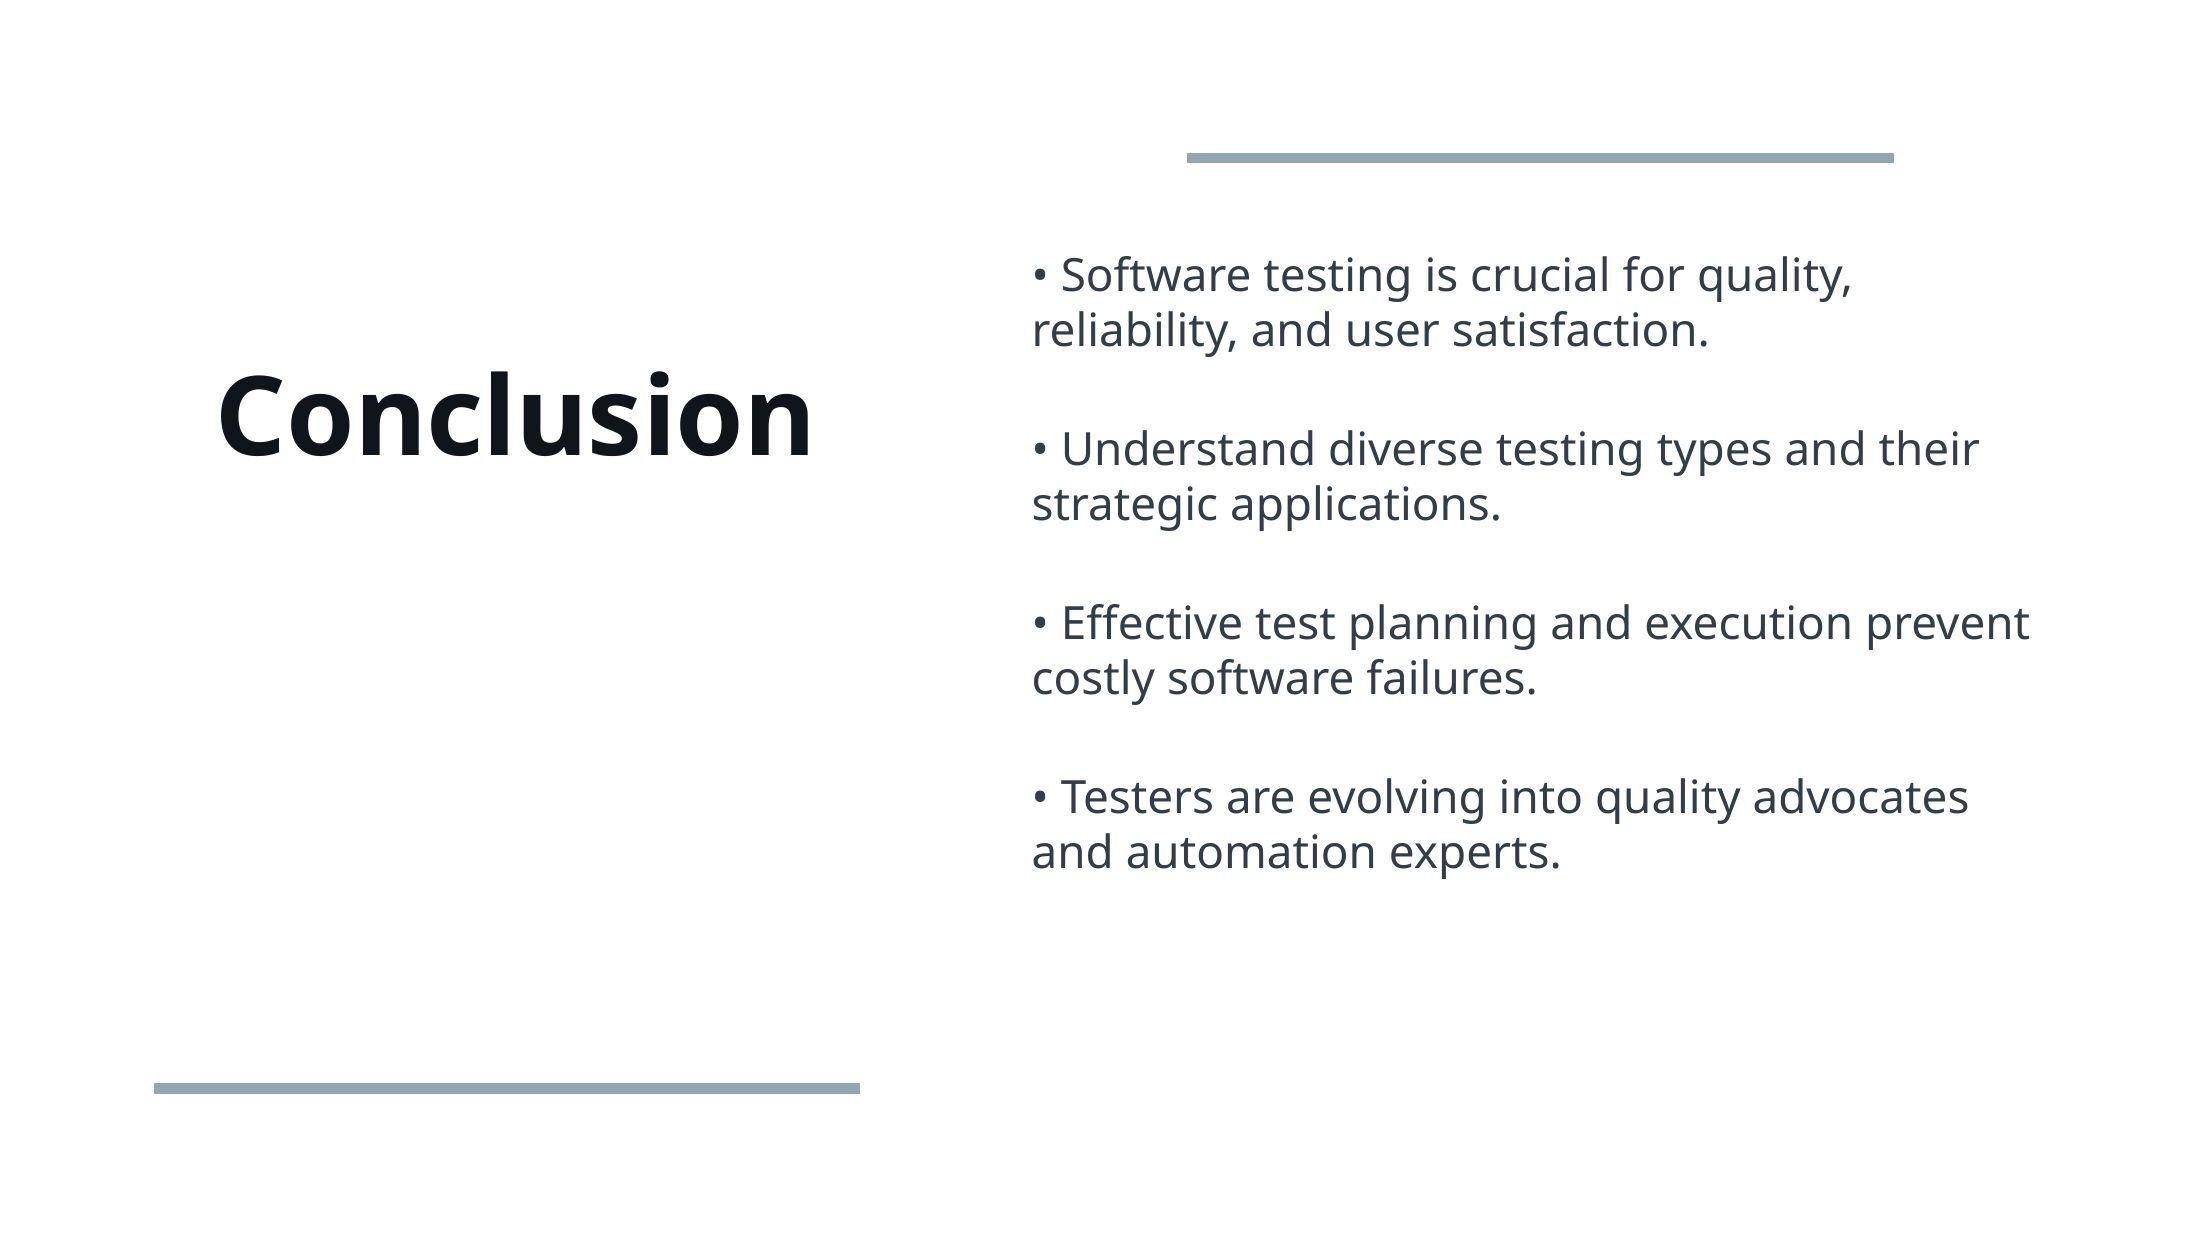 Conclusion
• Software testing is crucial for quality,
reliability, and user satisfaction.
• Understand diverse testing types and their
strategic applications.
• Effective test planning and execution prevent
costly software failures.
• Testers are evolving into quality advocates
and automation experts.